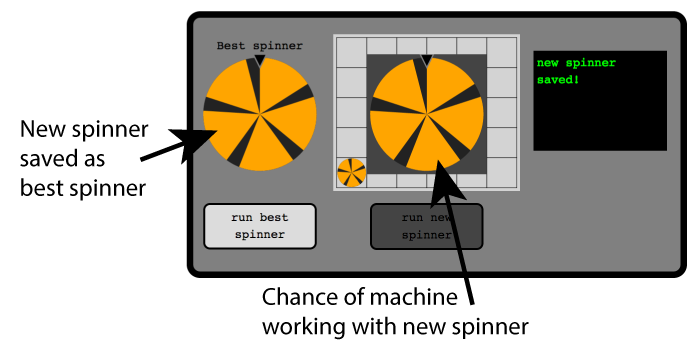 Best spinner
new spinner
saved!
New spinner
saved as
best spinner
run best
spinner
run new
spinner
Chance of machine
working with new spinner